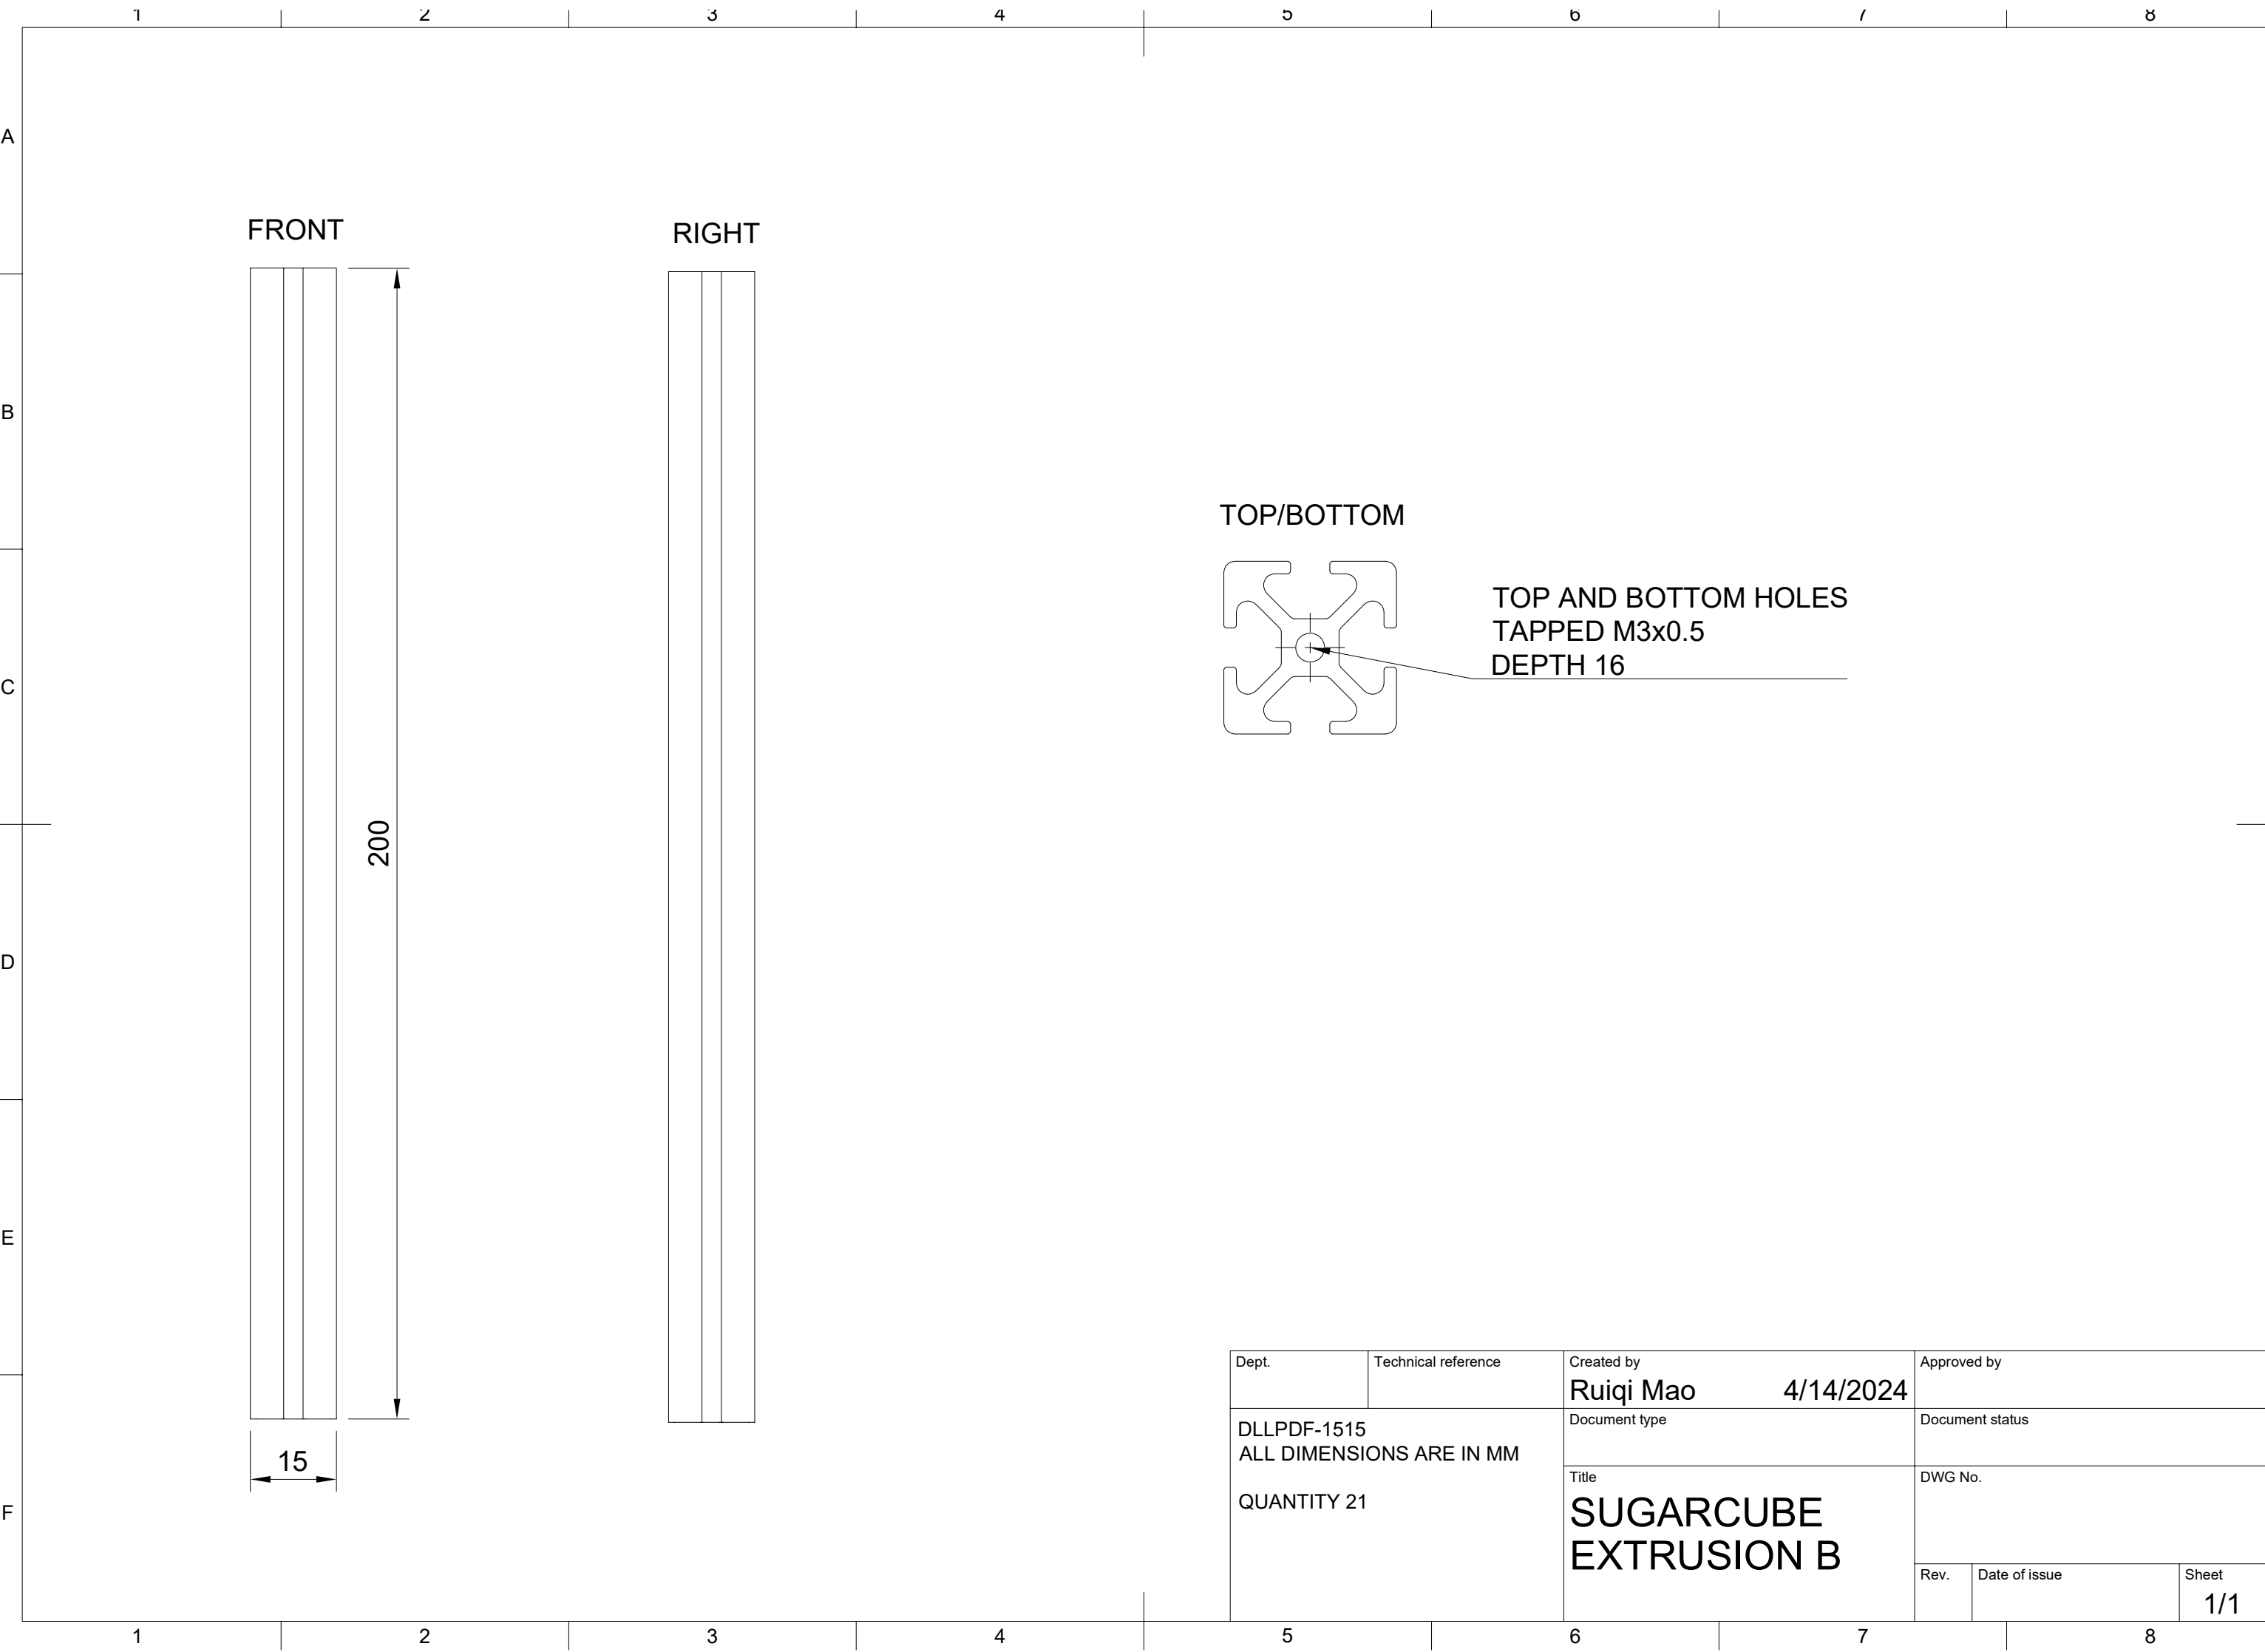 1 2 3 4 5 6 7 8
A
B
C
D
E
F
FRONT
RIGHT
200
15
TOP/BOTTOM
TOP AND BOTTOM HOLES
TAPPED M3x0.5
DEPTH 16
Dept.
Technical reference
Created by
Ruiqi Mao 4/14/2024
Approved by
DLLPDF-1515
ALL DIMENSIONS ARE IN MM
QUANTITY 21
Document type
Document status
Title
SUGARCUBE
EXTRUSION B
DWG No.
Rev.
Date of issue
Sheet
1/1
1 2 3 4 5 6 7 8